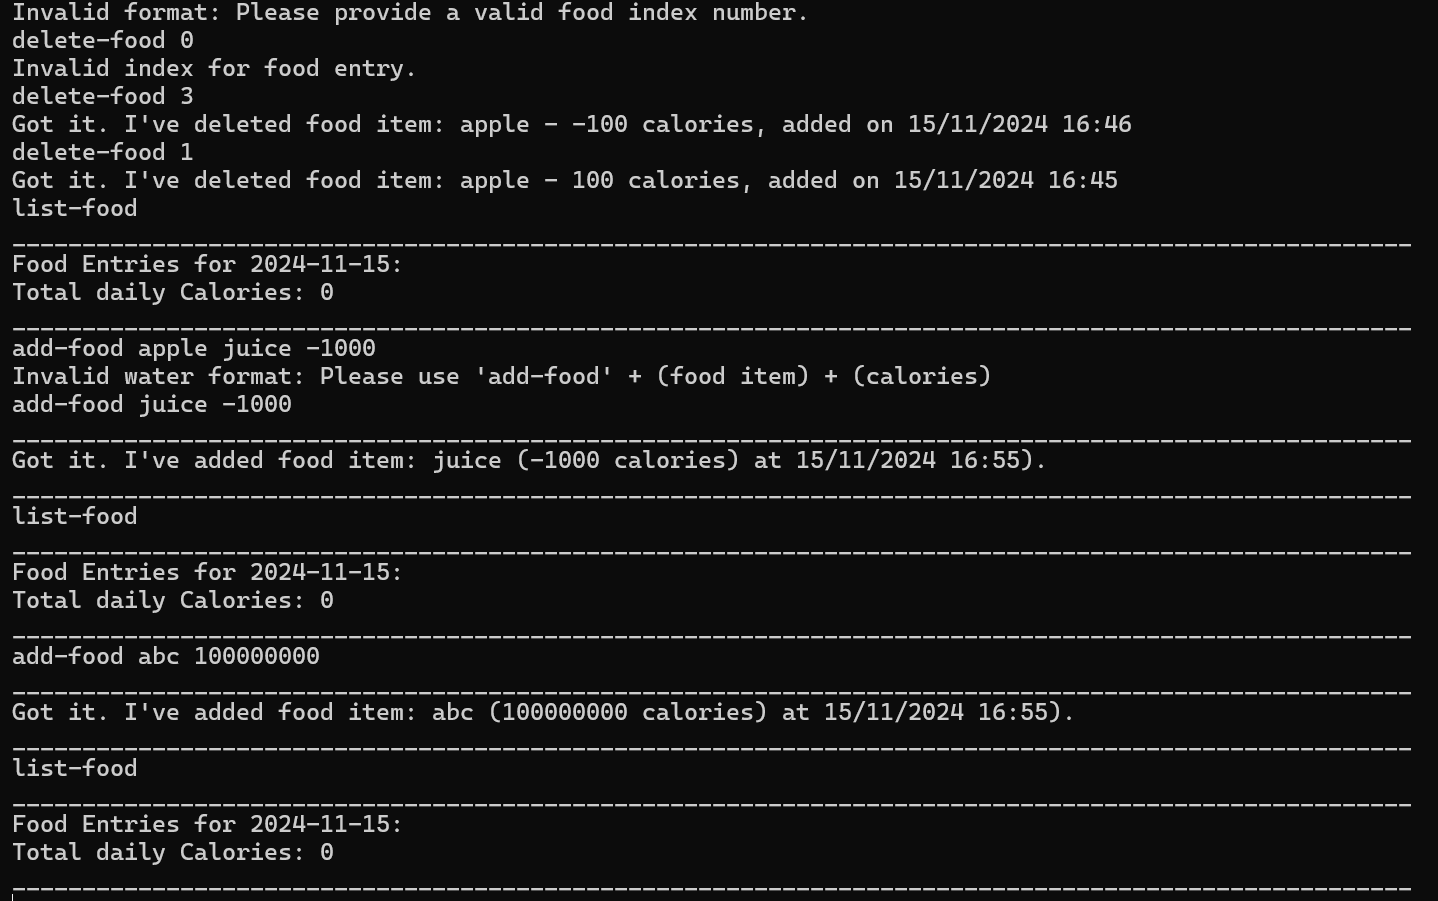 Invalid format: Please provide a valid food index number.
delete-food 0
Invalid index for food entry.
delete-food 3
Got it. I've deleted food item: apple - -100 calories, added on 15/11/2024 16:46
delete-food 1
Got it. I've deleted food item: apple - 100 calories, added on 15/11/2024 16:45
list-food
____________________________________________________________________________________________________
Food Entries for 2024-11-15:
Total daily Calories: 0
____________________________________________________________________________________________________
add-food apple juice -1000
Invalid water format: Please use 'add-food' + (food item) + (calories)
add-food juice -1000
____________________________________________________________________________________________________
Got it. I've added food item: juice (-1000 calories) at 15/11/2024 16:55).
____________________________________________________________________________________________________
list-food
____________________________________________________________________________________________________
Food Entries for 2024-11-15:
Total daily Calories: 0
____________________________________________________________________________________________________
add-food abc 100000000
____________________________________________________________________________________________________
Got it. I've added food item: abc (100000000 calories) at 15/11/2024 16:55).
____________________________________________________________________________________________________
list-food
____________________________________________________________________________________________________
Food Entries for 2024-11-15:
Total daily Calories: 0
____________________________________________________________________________________________________